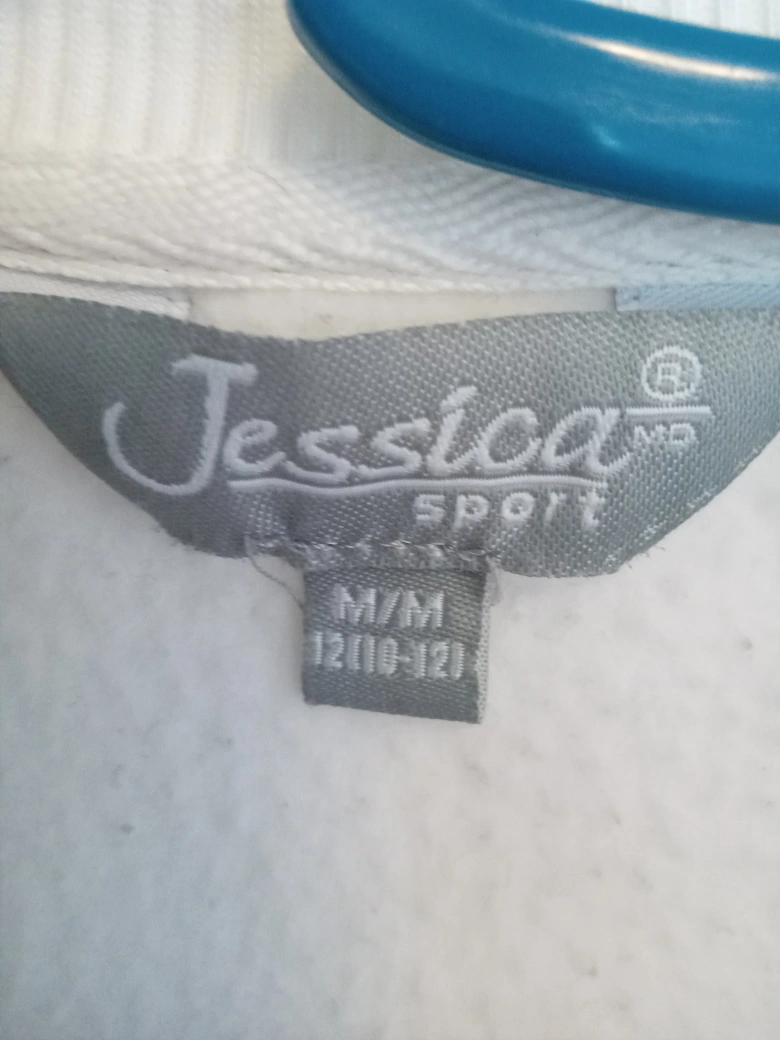 Jessica ®
MD
sport
M/M
12(10-12)